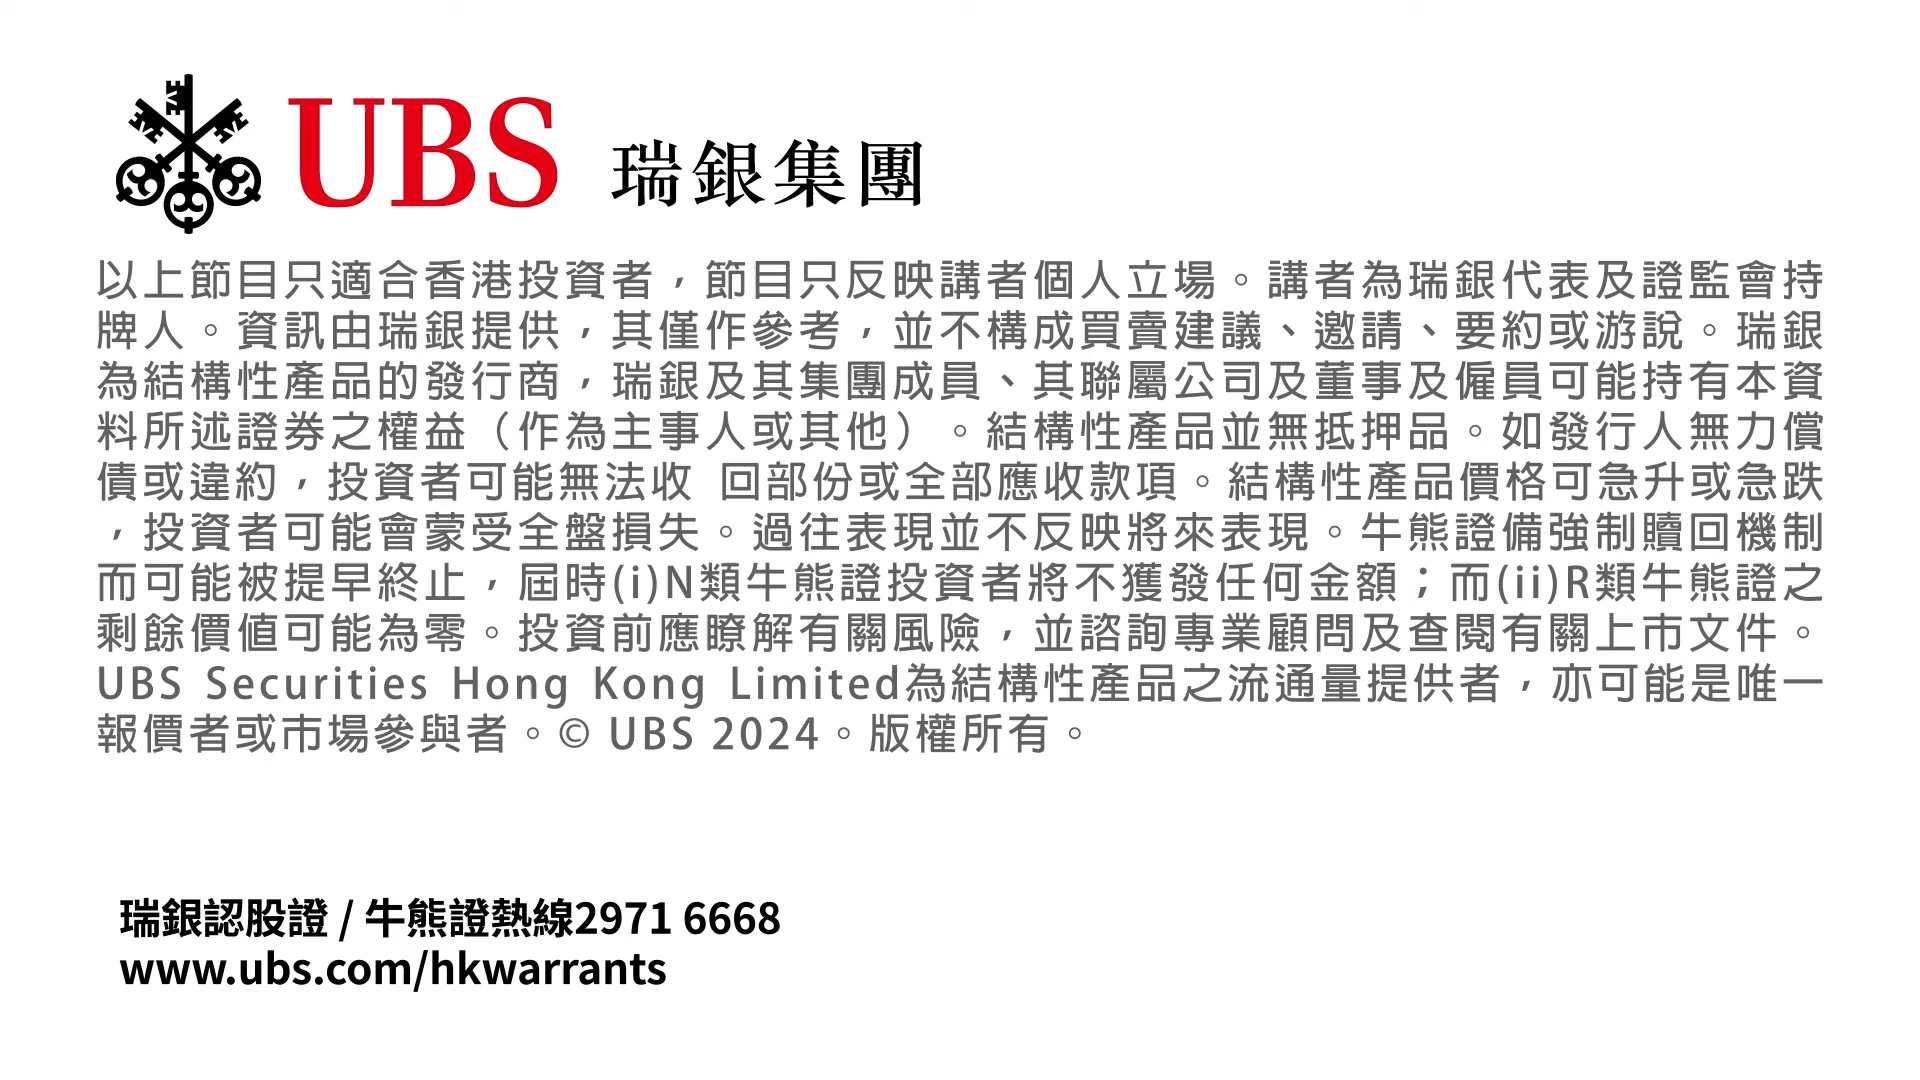 UBS 瑞銀集團
以上節目只適合香港投資者，節目只反映講者個人立場。講者為瑞銀代表及證監會持
牌人。資訊由瑞銀提供，其僅作參考，並不構成買賣建議、邀請、要約或游說。瑞銀
為結構性產品的發行商，瑞銀及其集團成員、其聯屬公司及董事及僱員可能持有本資
料所述證券之權益（作為主事人或其他）。結構性產品並無抵押品。如發行人無力償
債或違約，投資者可能無法收 回部份或全部應收款項。結構性產品價格可急升或急跌
，投資者可能會蒙受全盤損失。過往表現並不反映將來表現。牛熊證備強制贖回機制
而可能被提早終止，屆時(i)N類牛熊證投資者將不獲發任何金額；而(ii)R類牛熊證之
剩餘價值可能為零。投資前應瞭解有關風險，並諮詢專業顧問及查閱有關上市文件。
UBS Securities Hong Kong Limited為結構性產品之流通量提供者，亦可能是唯一
報價者或市場參與者。© UBS 2024。版權所有。
瑞銀認股證 / 牛熊證熱線2971 6668
www.ubs.com/hkwarrants